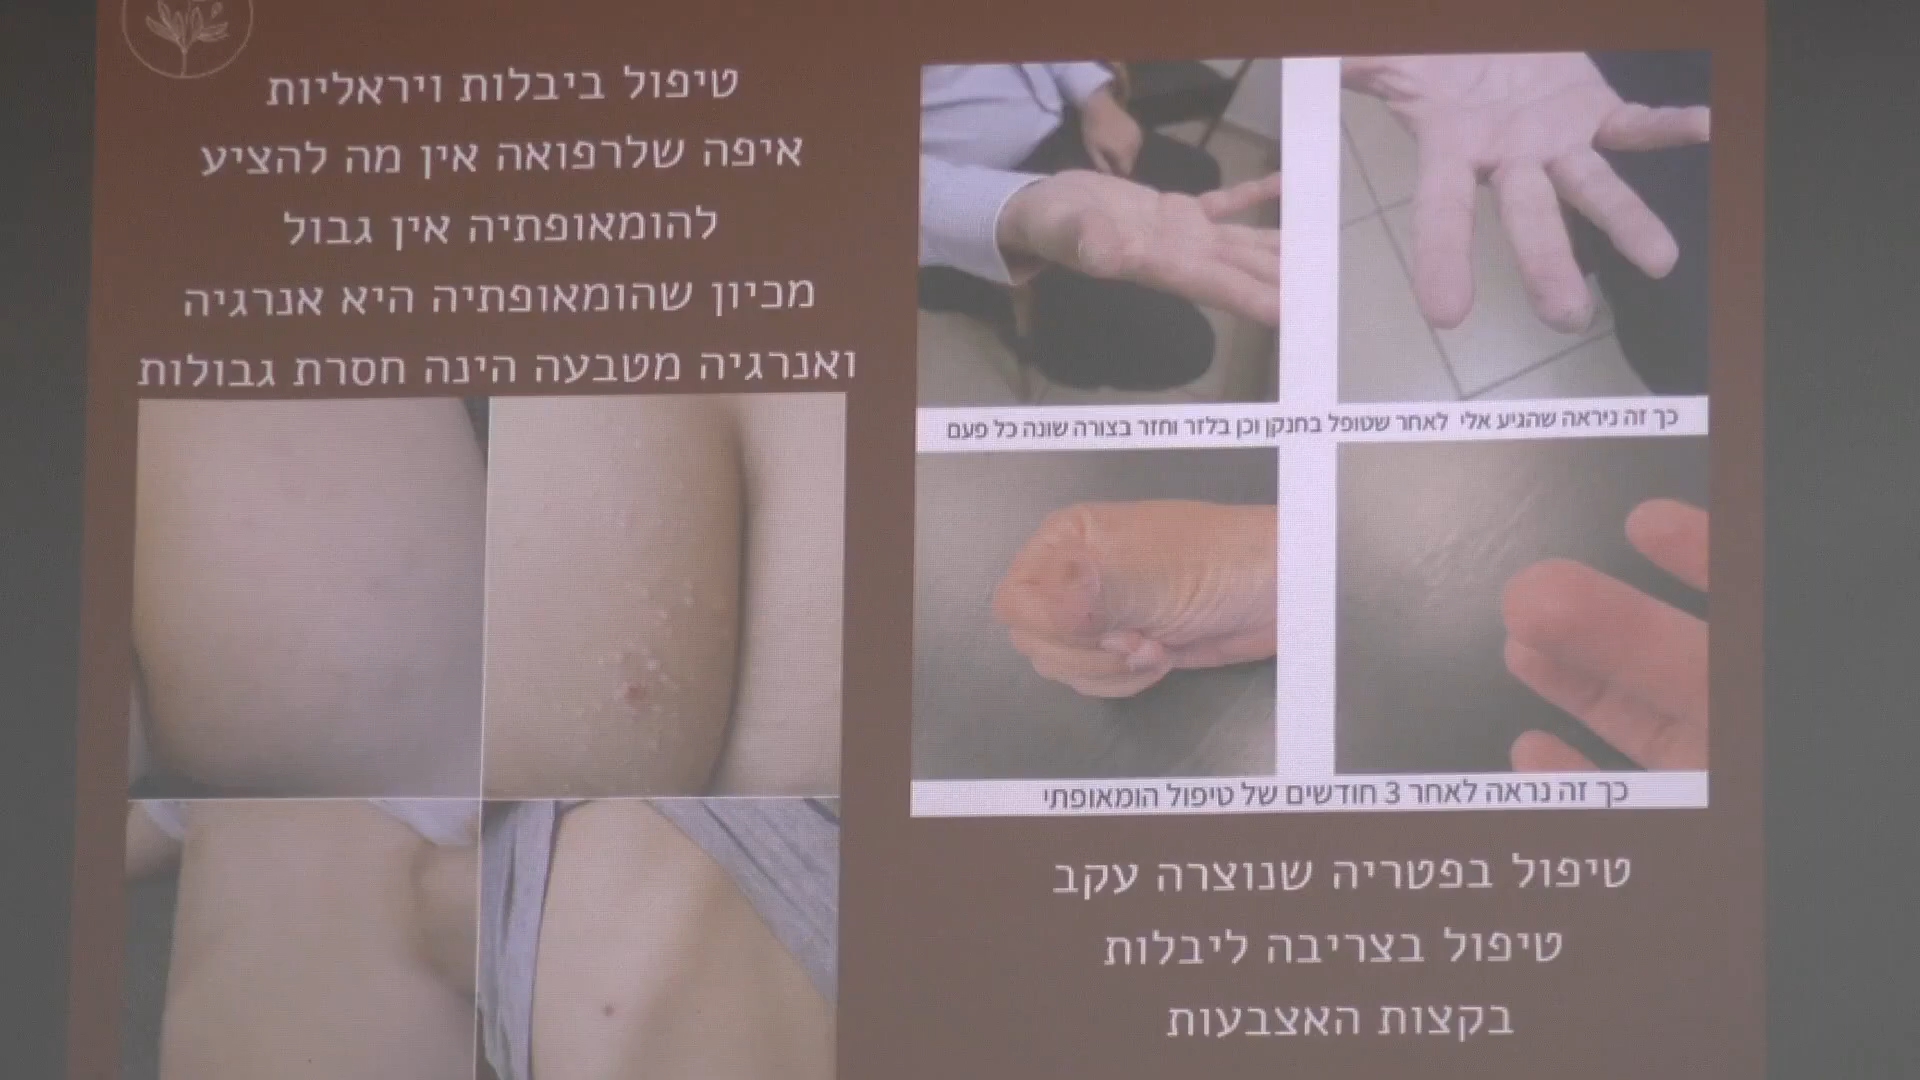 טיפול ביבלות ויראליות
איפה שלרפואה אין מה להציע
להומאופתיה אין גבול
מכיון שהומאופתיה היא אנרגיה
ואנרגיה מטבעה הינה חסרת גבולות
כך זה ניראה שהגיע אלי לאחר שטופל בחנקן וכן בלזר וחזר בצורה שונה כל פעם
כך זה נראה לאחר 3 חודשים של טיפול הומאופתי
טיפול בפטריה שנוצרה עקב
טיפול בצריבה ליבלות
בקצות האצבעות